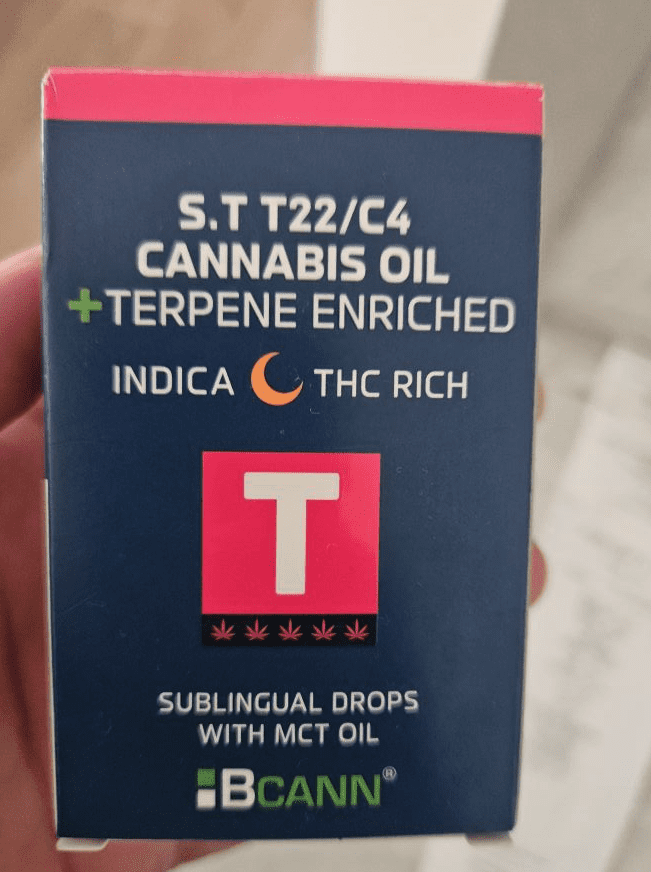 S.T T22/C4
CANNABIS OIL
+TERPENE ENRICHED
INDICA THC RICH
T
SUBLINGUAL DROPS
WITH MCT OIL
BCANN®